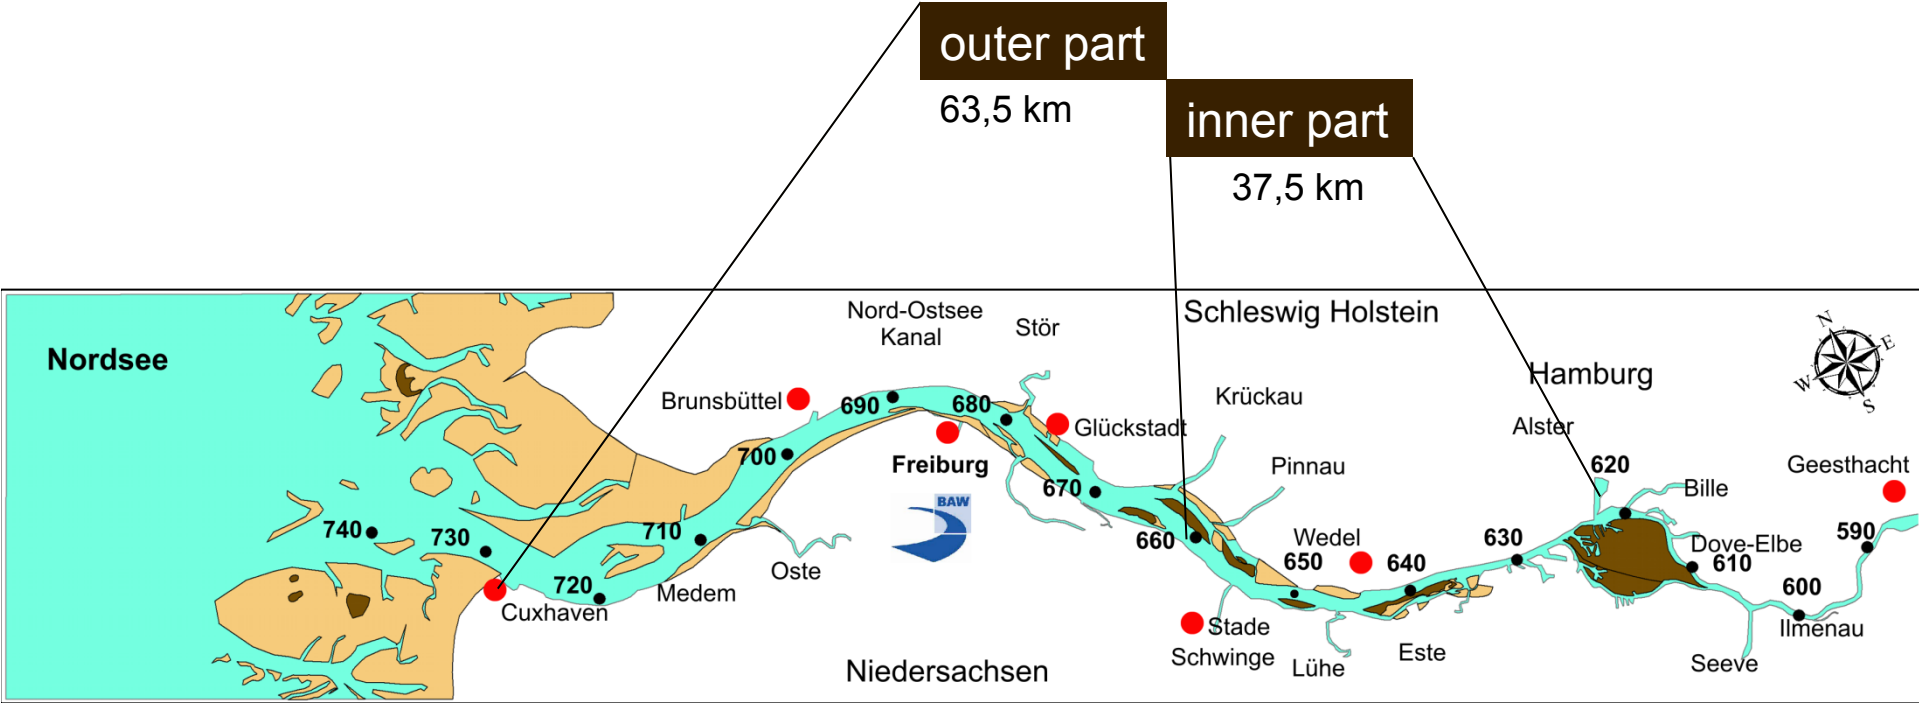 outer part
63,5 km
inner part
37,5 km
Nordsee
Nord-Ostsee
Kanal
Stör
Schleswig Holstein
N
E
W
S
Hamburg
Brunsbüttel
690
680
Krückau
Alster
Glückstadt
700
Freiburg
Pinnau
620
Geesthacht
670
Bille
BAW
740
730
710
660
Wedel
630
590
Dove-Elbe
610
Oste
650
640
720
Medem
600
Cuxhaven
Stade
Schwinge
Ilmenau
Lühe
Este
Seeve
Niedersachsen